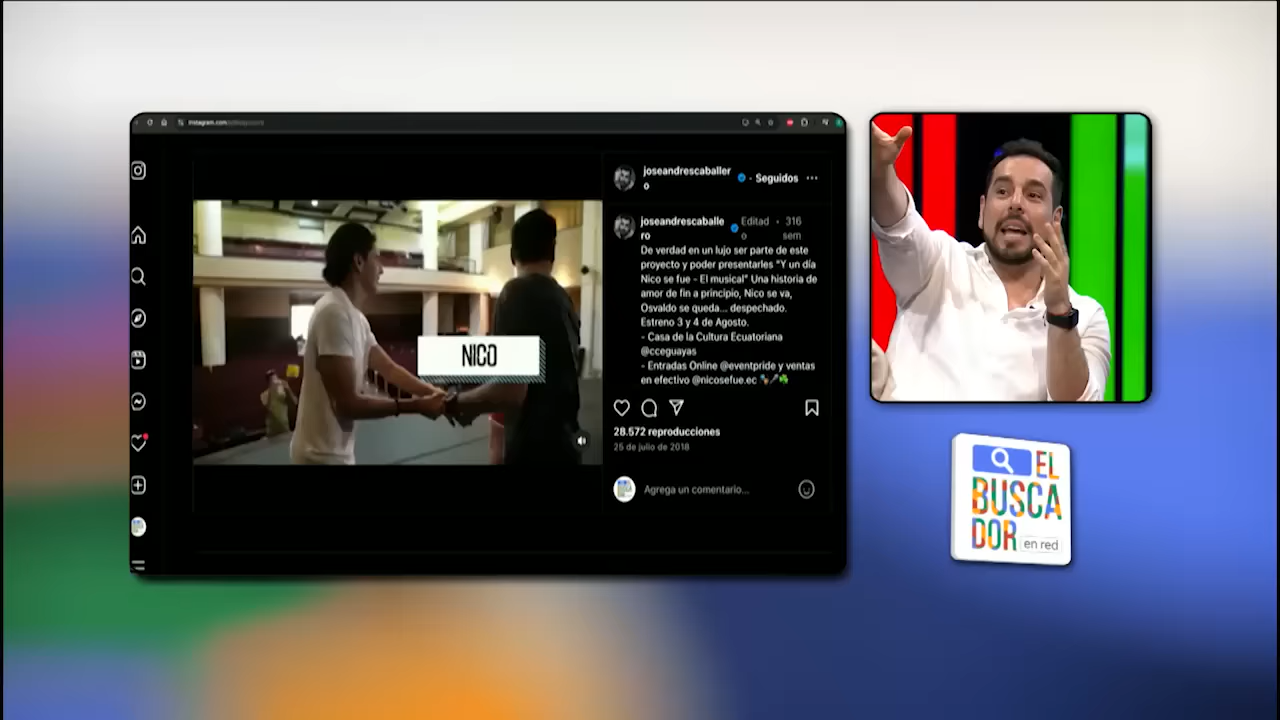 instagram.com
joseandrescaballer
o
Seguidos
joseandrescaballe
ro
Editad
o
316
sem
De verdad en un lujo ser parte de este
proyecto y poder presentarles "Y un día
Nico se fue - El musical" Una historia de
amor de fin a principio, Nico se va,
Osvaldo se queda... despechado.
Estreno 3 y 4 de Agosto.
- Casa de la Cultura Ecuatoriana
@cceguayas
- Entradas Online @eventpride y ventas
en efectivo @nicosefue.ec
28.572 reproducciones
25 de julio de 2018
Agrega un comentario...
NICO
EL
BUSCA
DOR
en red